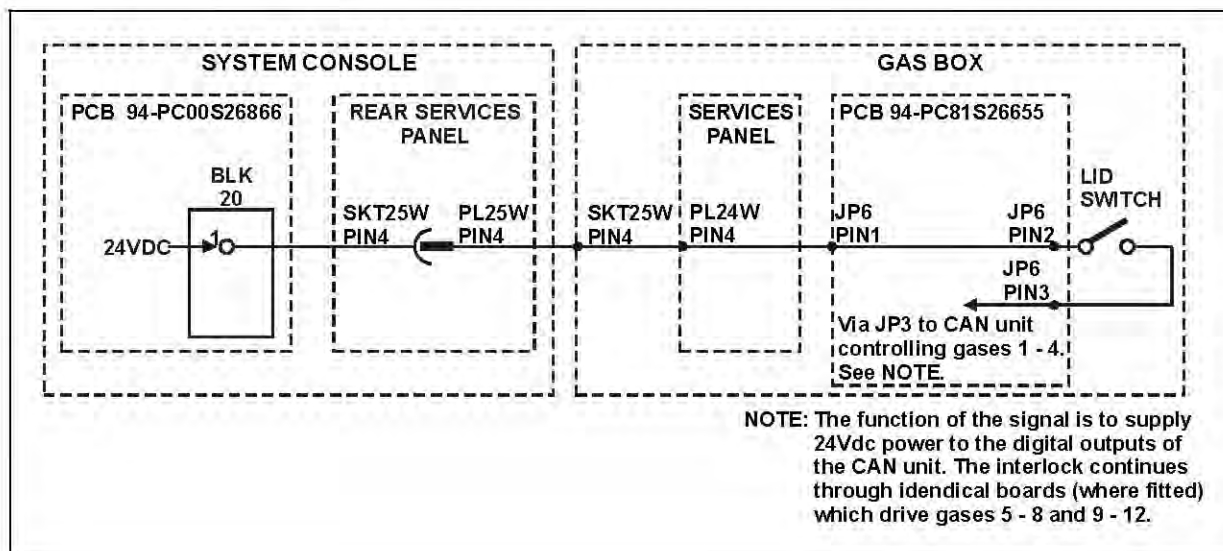 SYSTEM CONSOLE
PCB 94-PC00S26866
BLK
20
1
24VDC
REAR SERVICES
PANEL
SKT25W
PIN4
PL25W
PIN4
GAS BOX
SKT25W
PIN4
SERVICES
PANEL
PL24W
PIN4
PCB 94-PC81S26655
JP6
PIN1
JP6
PIN2
LID
SWITCH
JP6
PIN3
Via JP3 to CAN unit
controlling gases 1 - 4.
See NOTE.
NOTE: The function of the signal is to supply
24Vdc power to the digital outputs of
the CAN unit. The interlock continues
through idendical boards (where fitted)
which drive gases 5 - 8 and 9 - 12.